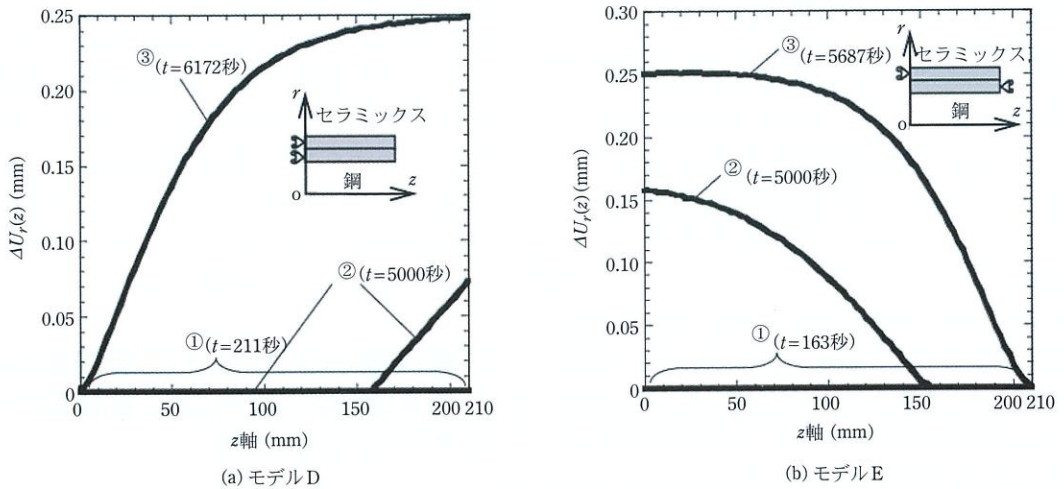 0.25
0.20
0.15
0.10
0.05
0
ΔUr(z) (mm)
③(t=6172秒)
r
セラミックス
鋼
o
z
②(t=5000秒)
①(t=211秒)
0
50
100
150
200 210
z軸 (mm)
(a) モデルD
0.30
0.25
0.20
0.15
0.10
0.05
0.00
ΔUr(z) (mm)
③(t=5687秒)
r
セラミックス
鋼
o
z
②(t=5000秒)
①(t=163秒)
0
50
100
150
200 210
z軸 (mm)
(b) モデルE